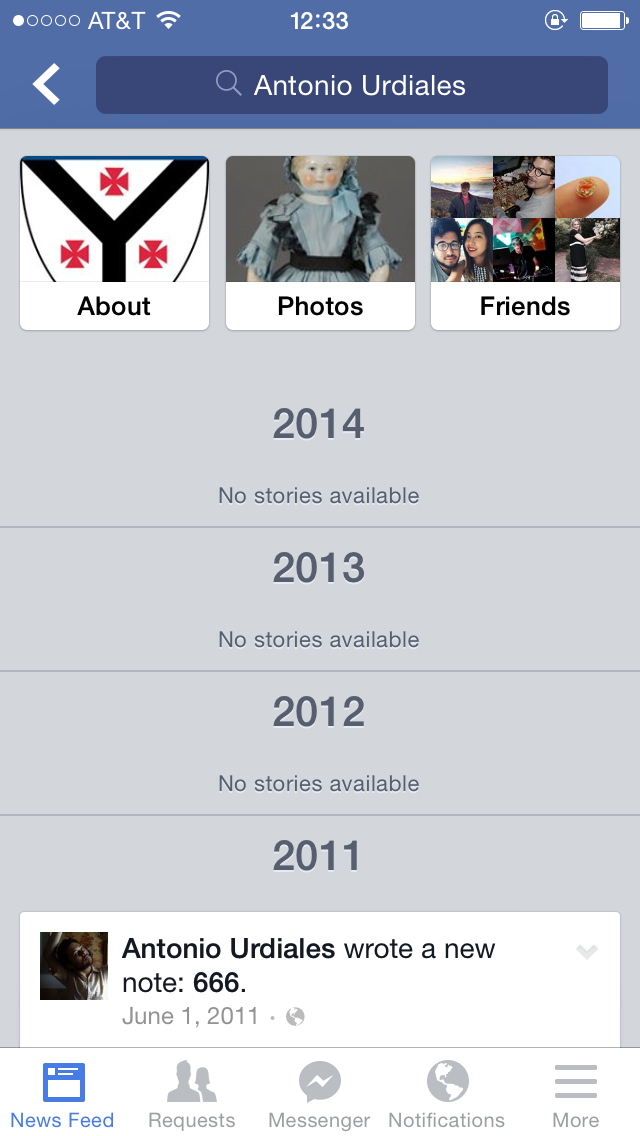 AT&T 12:33
Antonio Urdiales
About Photos Friends
2014
No stories available
2013
No stories available
2012
No stories available
2011
Antonio Urdiales wrote a new
note: 666.
June 1, 2011 ·
News Feed Requests Messenger Notifications More